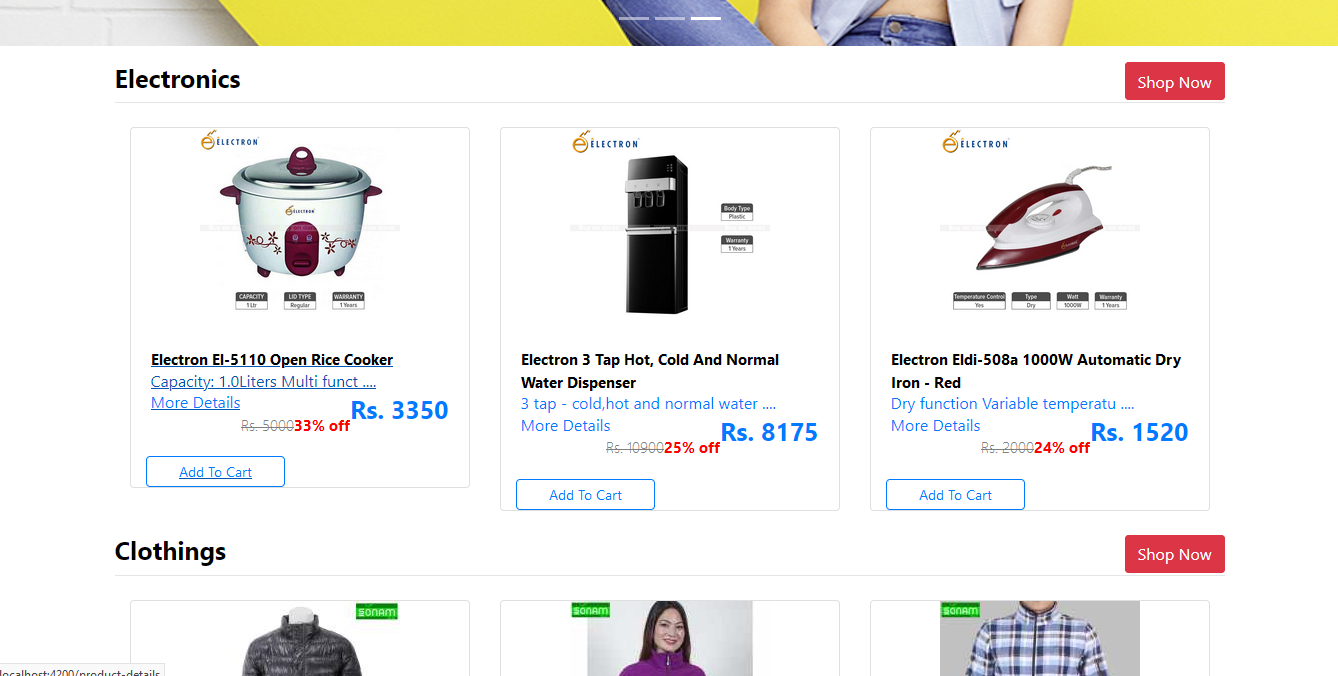 Electronics
Shop Now
ELECTRON
ELECTRON
CAPACITY
1 Ltr
LID TYPE
Regular
WARRANTY
1 Years
Electron El-5110 Open Rice Cooker
Capacity: 1.0Liters Multi funct ....
More Details
Rs. 5000 33% off Rs. 3350
Add To Cart
ELECTRON
Body Type
Plastic
Warranty
1 Years
Electron 3 Tap Hot, Cold And Normal
Water Dispenser
3 tap - cold,hot and normal water ....
More Details
Rs. 10900 25% off Rs. 8175
Add To Cart
ELECTRON
Temperature Control
Yes
Type
Dry
Watt
1000W
Warranty
1 Years
Electron Eldi-508a 1000W Automatic Dry
Iron - Red
Dry function Variable temperatu ....
More Details
Rs. 2000 24% off Rs. 1520
Add To Cart
Clothings
Shop Now
SONAM
SONAM
SONAM
localhost:4200/product-details